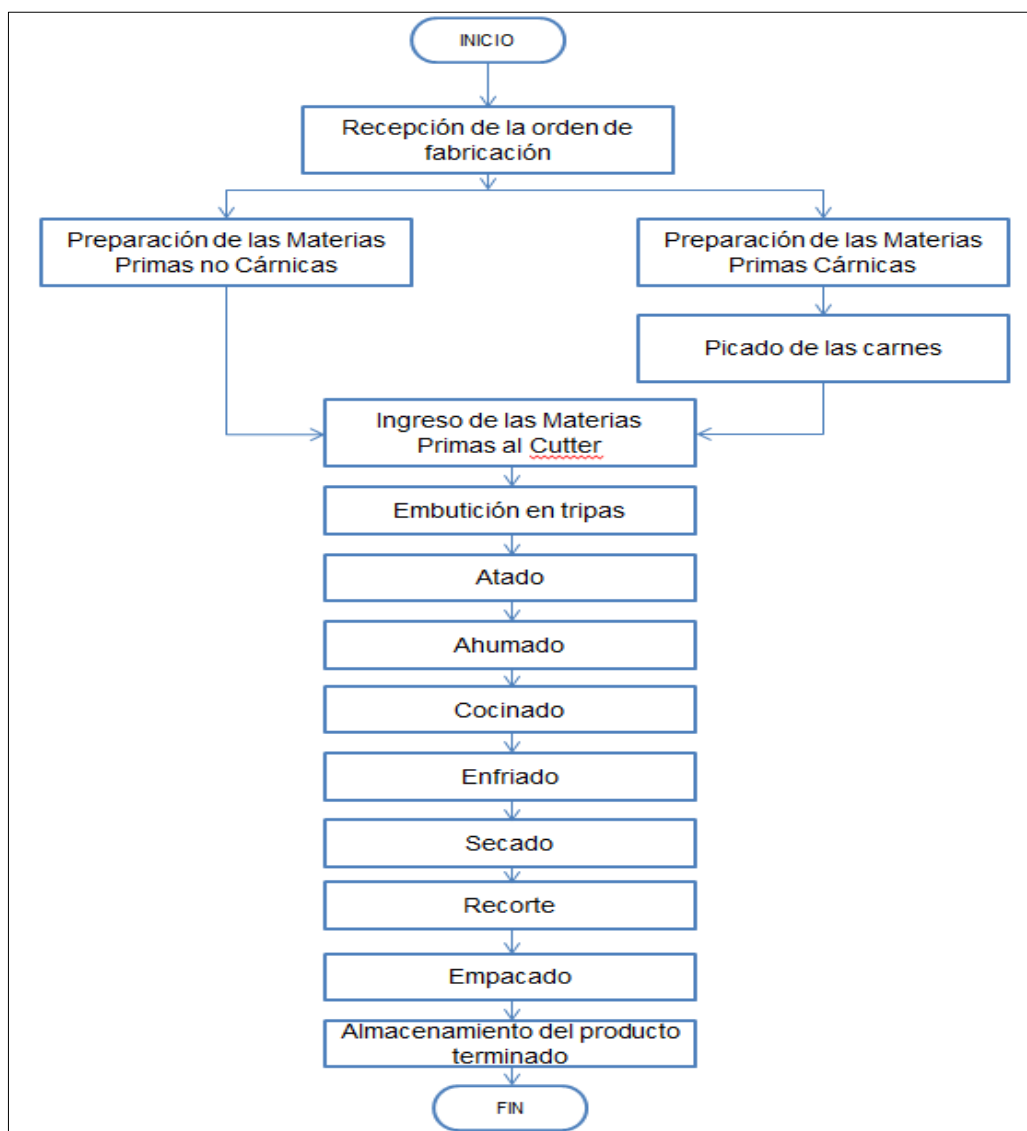 INICIO
Recepción de la orden de
fabricación
Preparación de las Materias
Primas no Cárnicas
Preparación de las Materias
Primas Cárnicas
Picado de las carnes
Ingreso de las Materias
Primas al Cutter
Embutición en tripas
Atado
Ahumado
Cocinado
Enfriado
Secado
Recorte
Empacado
Almacenamiento del producto
terminado
FIN